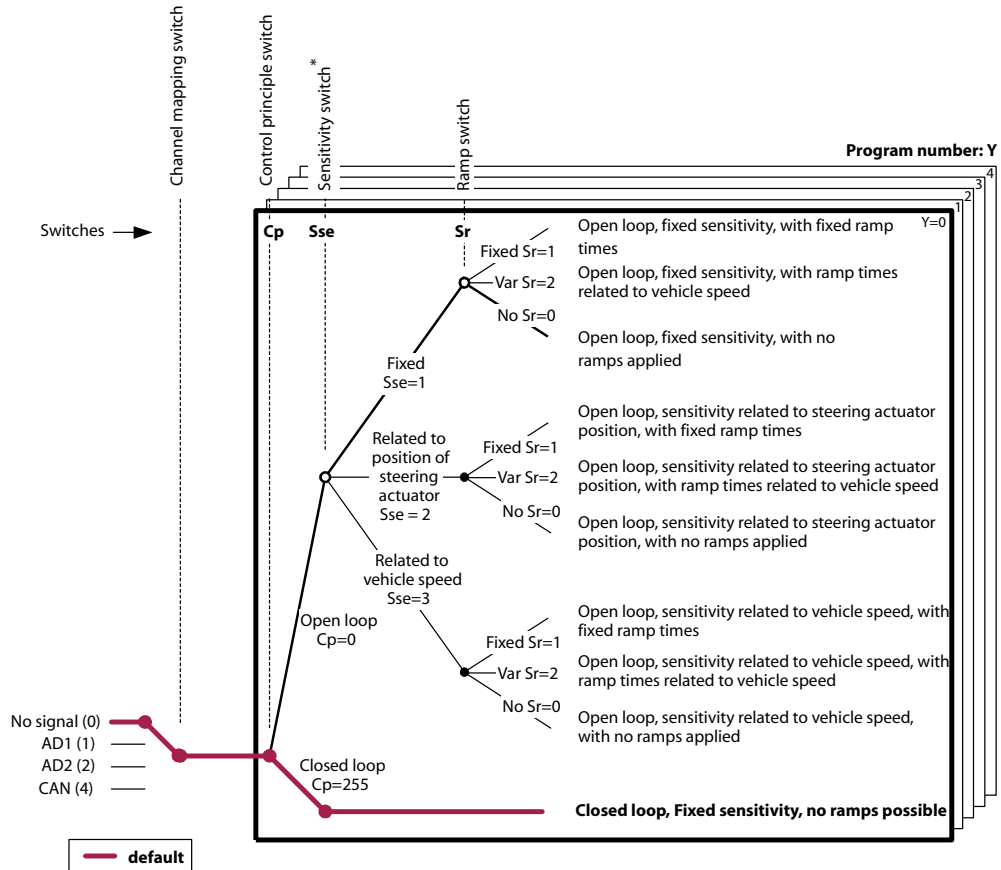 Channel mapping switch
Control principle switch
Sensitivity switch*
Ramp switch
Program number: Y
4
3
2
1
Y=0
Switches
Cp
Sse
Sr
Fixed Sr=1
Open loop, fixed sensitivity, with fixed ramp
times
Var Sr=2
Open loop, fixed sensitivity, with ramp times
related to vehicle speed
No Sr=0
Open loop, fixed sensitivity, with no
ramps applied
Fixed
Sse=1
Related to
position of
steering
actuator
Sse = 2
Fixed Sr=1
Open loop, sensitivity related to steering actuator
position, with fixed ramp times
Var Sr=2
Open loop, sensitivity related to steering actuator
position, with ramp times related to vehicle speed
No Sr=0
Open loop, sensitivity related to steering actuator
position, with no ramps applied
Related to
vehicle speed
Sse=3
Open loop
Cp=0
Fixed Sr=1
Open loop, sensitivity related to vehicle speed, with
fixed ramp times
Var Sr=2
Open loop, sensitivity related to vehicle speed, with
ramp times related to vehicle speed
No Sr=0
Open loop, sensitivity related to vehicle speed,
with no ramps applied
No signal (0)
AD1 (1)
AD2 (2)
CAN (4)
Closed loop
Cp=255
Closed loop, Fixed sensitivity, no ramps possible
default